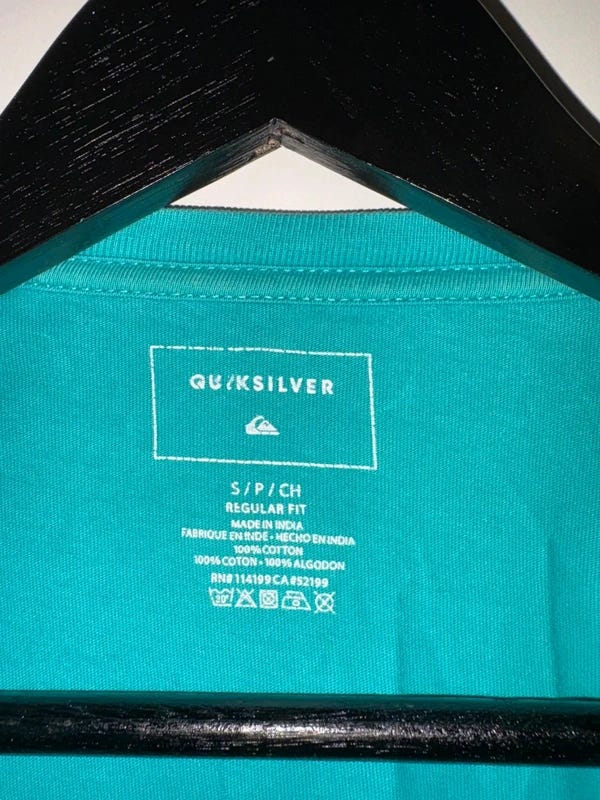 QUIKSILVER
S / P / CH
REGULAR FIT
MADE IN INDIA
FABRIQUE EN INDE • HECHO EN INDIA
100% COTTON
100% COTON • 100% ALGODON
RN# 114199 CA #52199
20°